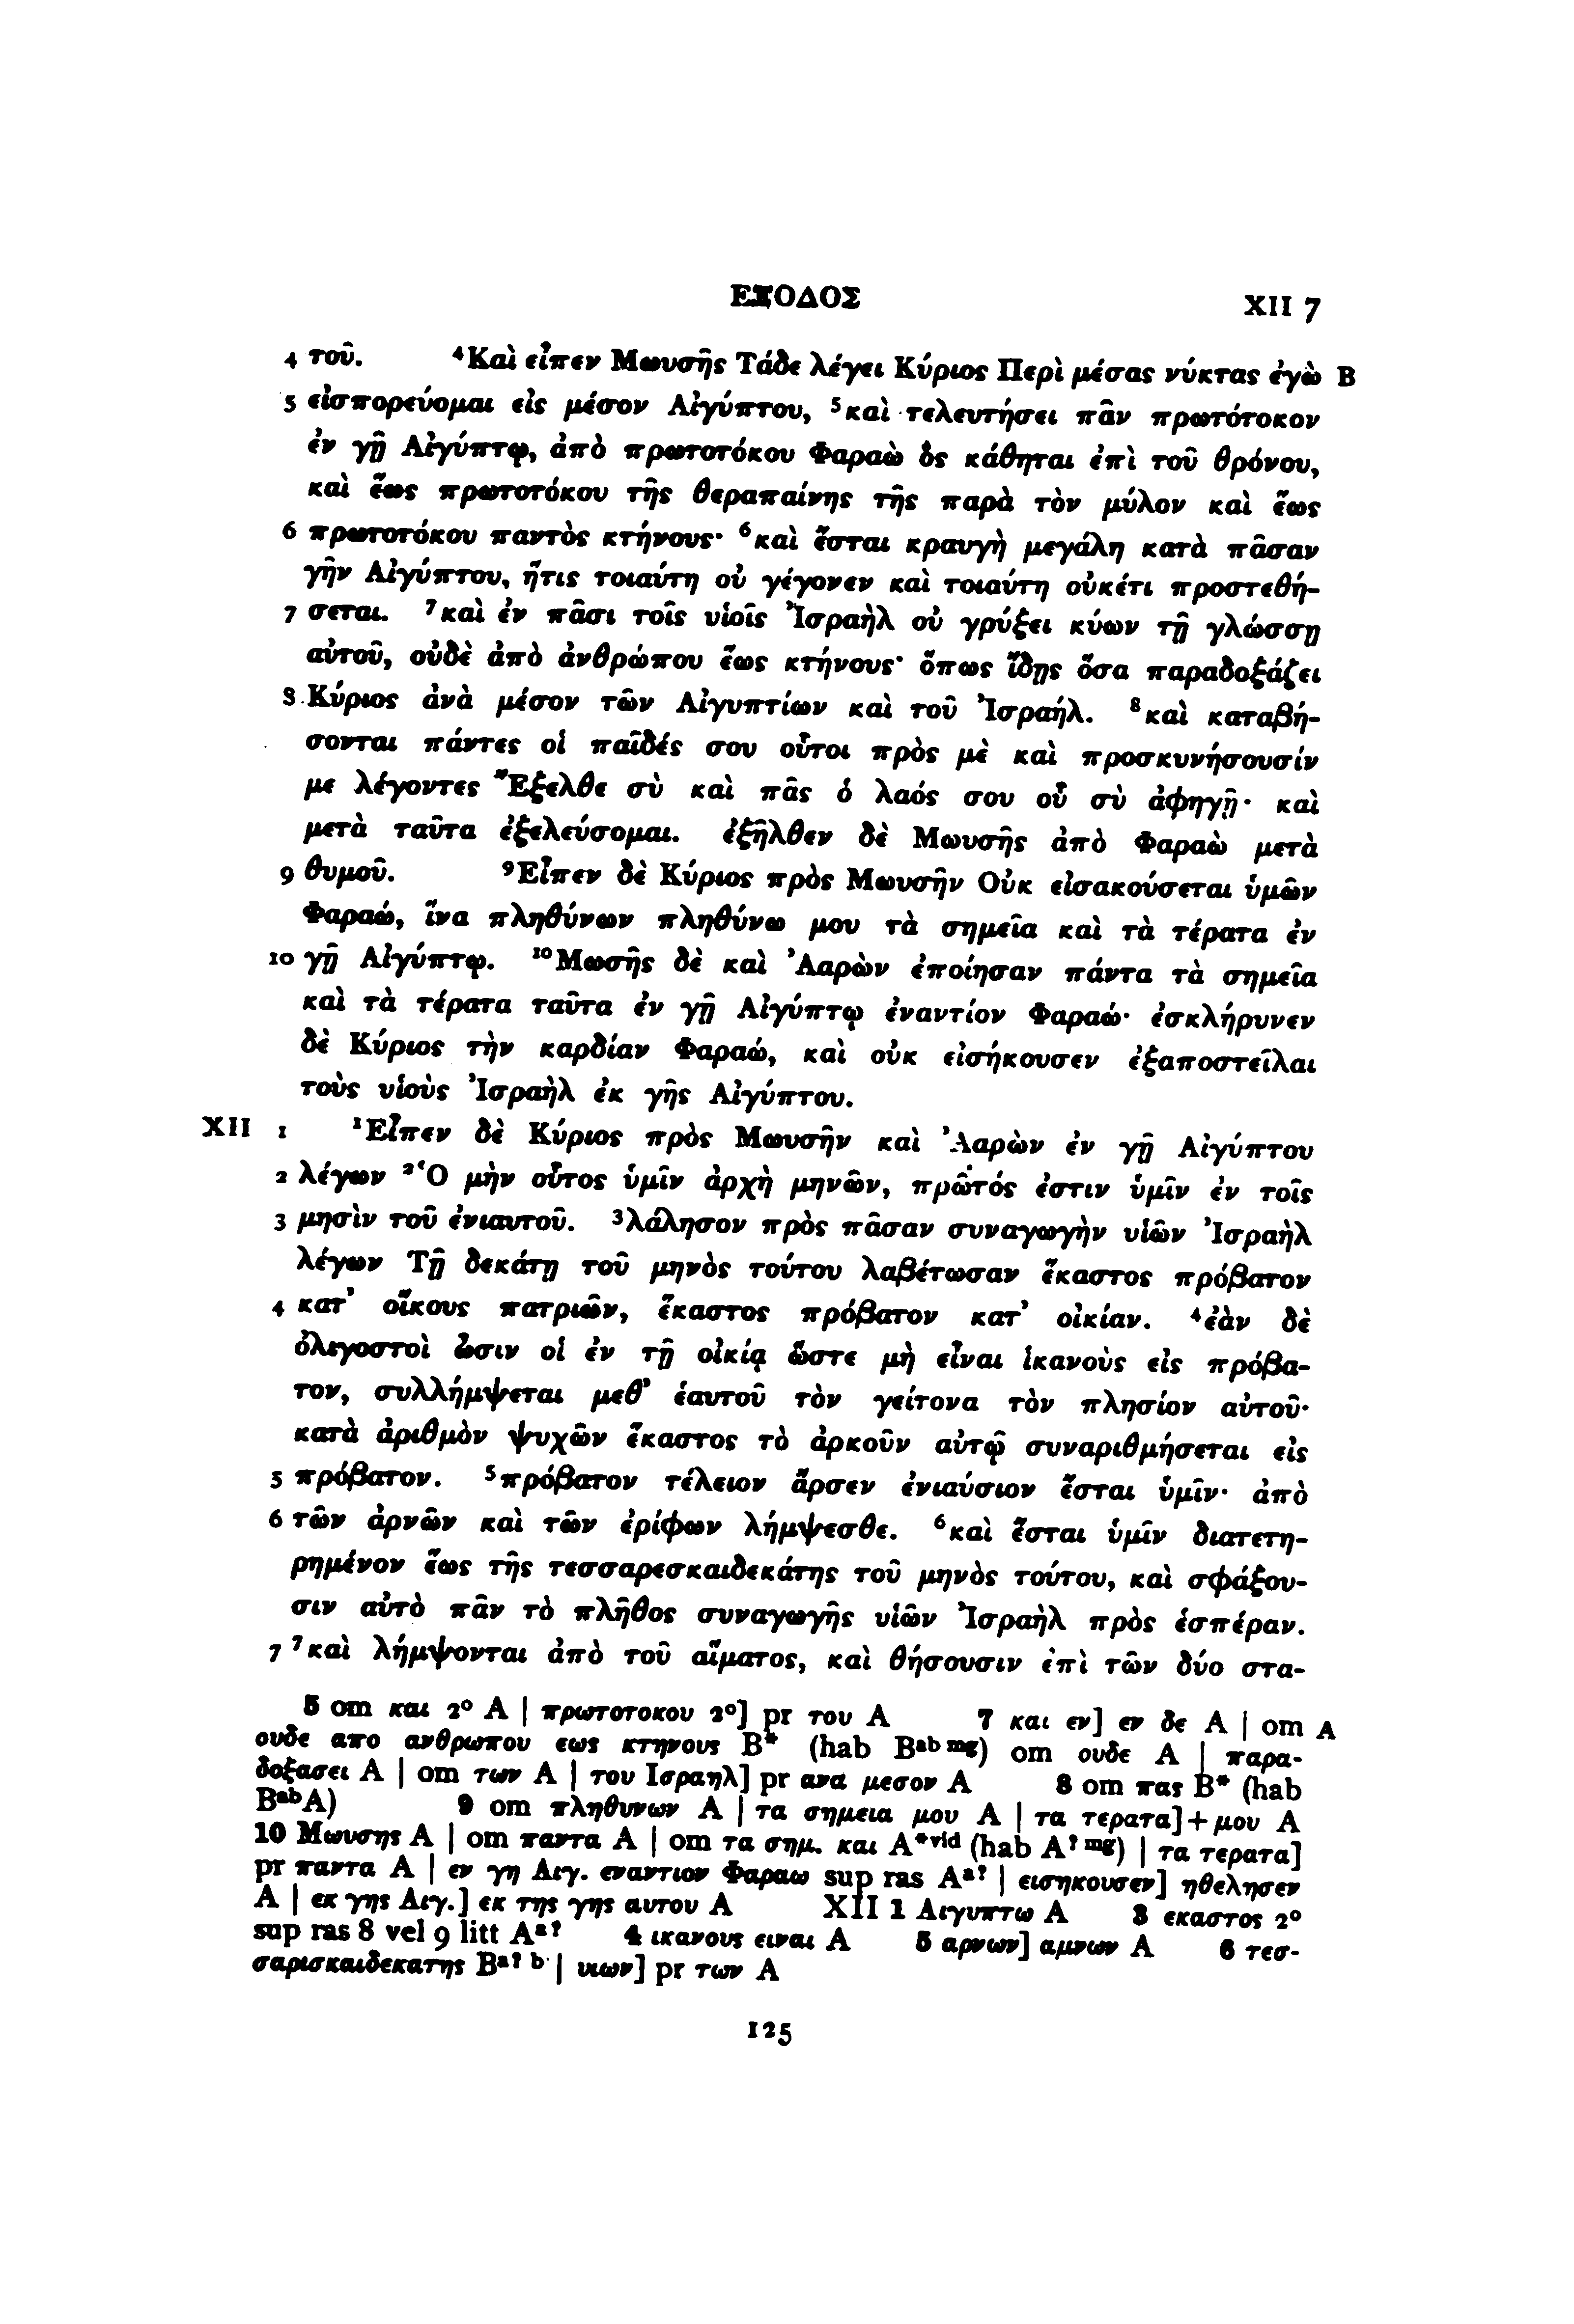 ΕΞΟΔΟΣ XII 7
4 τοῦ. ⁴Καὶ εἶπεν Μωυσῆς Τάδε λέγει Κύριος Περὶ μέσας νύκτας ἐγὼ B
5 εἰσπορεύομαι εἰς μέσον Αἰγύπτου, ⁵καὶ τελευτήσει πᾶν πρωτότοκον
ἐν γῇ Αἰγύπτῳ, ἀπὸ πρωτοτόκου Φαραὼ ὃς κάθηται ἐπὶ τοῦ θρόνου,
καὶ ἕως πρωτοτόκου τῆς θεραπαίνης τῆς παρὰ τὸν μύλον καὶ ἕως
6 πρωτοτόκου παντὸς κτήνους· ⁶καὶ ἔσται κραυγὴ μεγάλη κατὰ πᾶσαν
γῆν Αἰγύπτου, ἥτις τοιαύτη οὐ γέγονεν καὶ τοιαύτη οὐκέτι προστεθή-
7 σεται. ⁷καὶ ἐν πᾶσι τοῖς υἱοῖς Ἰσραὴλ οὐ γρύξει κύων τῇ γλώσσῃ
αὐτοῦ, οὐδὲ ἀπὸ ἀνθρώπου ἕως κτήνους· ὅπως ἴδῃς ὅσα παραδοξάζει
8 Κύριος ἀνὰ μέσον τῶν Αἰγυπτίων καὶ τοῦ Ἰσραήλ. ⁸καὶ καταβή-
σονται πάντες οἱ παῖδές σου οὗτοι πρὸς μὲ καὶ προσκυνήσουσίν
με λέγοντες Ἔξελθε σὺ καὶ πᾶς ὁ λαός σου οὗ σὺ ἀφηγῇ· καὶ
μετὰ ταῦτα ἐξελεύσομαι. ἐξῆλθεν δὲ Μωυσῆς ἀπὸ Φαραὼ μετὰ
9 θυμοῦ. ⁹Εἶπεν δὲ Κύριος πρὸς Μωυσῆν Οὐκ εἰσακούσεται ὑμῶν
Φαραώ, ἵνα πληθύνων πληθύνω μου τὰ σημεῖα καὶ τὰ τέρατα ἐν
10 γῇ Αἰγύπτῳ. ¹⁰Μωσῆς δὲ καὶ Ἀαρὼν ἐποίησαν πάντα τὰ σημεῖα
καὶ τὰ τέρατα ταῦτα ἐν γῇ Αἰγύπτῳ ἐναντίον Φαραώ· ἐσκλήρυνεν
δὲ Κύριος τὴν καρδίαν Φαραώ, καὶ οὐκ εἰσήκουσεν ἐξαποστεῖλαι
τοὺς υἱοὺς Ἰσραὴλ ἐκ γῆς Αἰγύπτου.
XII 1 ¹Εἶπεν δὲ Κύριος πρὸς Μωυσῆν καὶ Ἀαρὼν ἐν γῇ Αἰγύπτου
2 λέγων ²Ὁ μὴν οὗτος ὑμῖν ἀρχὴ μηνῶν, πρῶτός ἐστιν ὑμῖν ἐν τοῖς
3 μησὶν τοῦ ἐνιαυτοῦ. ³λάλησον πρὸς πᾶσαν συναγωγὴν υἱῶν Ἰσραὴλ
λέγων Τῇ δεκάτῃ τοῦ μηνὸς τούτου λαβέτωσαν ἕκαστος πρόβατον
4 κατ’ οἴκους πατριῶν, ἕκαστος πρόβατον κατ’ οἰκίαν. ⁴ἐὰν δὲ
ὀλιγοστοὶ ὦσιν οἱ ἐν τῇ οἰκίᾳ ὥστε μὴ εἶναι ἱκανοὺς εἰς πρόβα-
τον, συλλήμψεται μεθ’ ἑαυτοῦ τὸν γείτονα τὸν πλησίον αὐτοῦ·
κατὰ ἀριθμὸν ψυχῶν ἕκαστος τὸ ἀρκοῦν αὐτῷ συναριθμήσεται εἰς
5 πρόβατον. ⁵πρόβατον τέλειον ἄρσεν ἐνιαύσιον ἔσται ὑμῖν· ἀπὸ
6 τῶν ἀρνῶν καὶ τῶν ἐρίφων λήμψεσθε. ⁶καὶ ἔσται ὑμῖν διατετη-
ρημένον ἕως τῆς τεσσαρεσκαιδεκάτης τοῦ μηνὸς τούτου, καὶ σφάξου-
σιν αὐτὸ πᾶν τὸ πλῆθος συναγωγῆς υἱῶν Ἰσραὴλ πρὸς ἑσπέραν.
7 ⁷καὶ λήμψονται ἀπὸ τοῦ αἵματος, καὶ θήσουσιν ἐπὶ τῶν δύο στα-
5 om και 2° A | πρωτοτοκου 2°] pr του A 7 και εν] εν δε A | om A
ουδε απο ανθρωπου εως κτηνους B* (hab Bᵃᵇ ᵐᵍ) om ουδε A | παρα-
δοξασει A | om των A | του Ισραηλ] pr ανα μεσον A 8 om πας B* (hab
BᵃᵇA) 9 om πληθυνων A | τα σημεια μου A | τα τερατα]+μου A
10 Μωυσης A | om παντα A | om τα σημ. και A*ᵛⁱᵈ (hab A? ᵐᵍ) | τα τερατα]
pr παντα A | εν γη Αιγ. εναντιον Φαραω sup ras Aᵃ? | εισηκουσεν] ηθελησεν
A | εκ γης Αιγ.] εκ της γης αυτου A XII 1 Αιγυπτω A 3 εκαστος 2°
sup ras 8 vel 9 litt Aᵃ? 4 ικανους ειναι A 5 αρνων] αμνων A 6 τεσ-
σαρισκαιδεκατης Bᵃ? ᵇ | υιων] pr των A
125